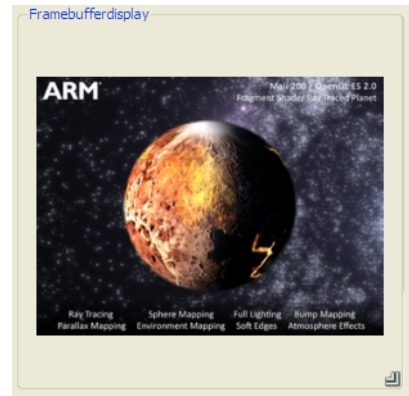 Framebufferdisplay
ARM
Mali 200 / OpenGL ES 2.0
Fragment Shader Ray Traced Planet
Ray Tracing Sphere Mapping Full Lighting Bump Mapping
Parallax Mapping Environment Mapping Soft Edges Atmosphere Effects